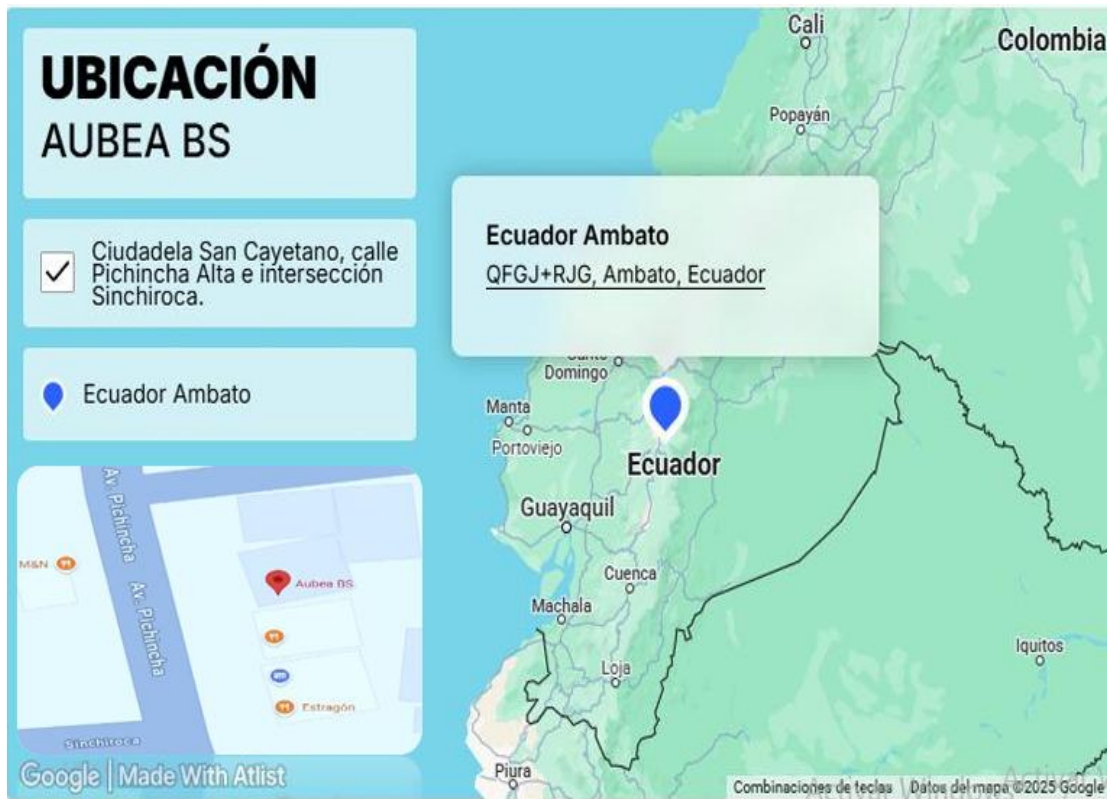 UBICACIÓN
AUBEA BS
Ciudadela San Cayetano, calle
Pichincha Alta e intersección
Sinchiroca.
Ecuador Ambato
Av. Pichincha
Av. Pichincha
M&N
Aubea BS
Estragón
Sinchiroca
Google | Made With Atlist
Cali
Colombia
Popayán
Ecuador Ambato
QFGJ+RJG, Ambato, Ecuador
Santo
Domingo
Manta
Portoviejo
Ecuador
Guayaquil
Cuenca
Machala
Loja
Iquitos
Piura
Combinaciones de teclas
Datos del mapa ©2025 Google